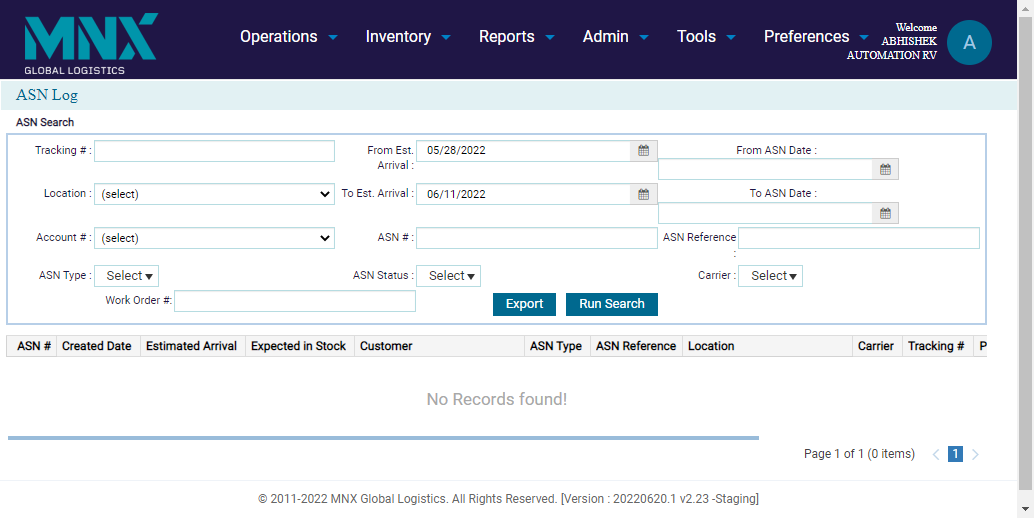 MNX
GLOBAL LOGISTICS
Operations Inventory Reports Admin Tools Preferences
Welcome
ABHISHEK
AUTOMATION RV
A
ASN Log
ASN Search
Tracking # :
From Est. Arrival : 05/28/2022
From ASN Date :
Location : (select)
To Est. Arrival : 06/11/2022
To ASN Date :
Account # : (select)
ASN # :
ASN Reference :
ASN Type : Select
ASN Status : Select
Carrier : Select
Work Order #:
Export Run Search
ASN # Created Date Estimated Arrival Expected in Stock Customer ASN Type ASN Reference Location Carrier Tracking # P
No Records found!
Page 1 of 1 (0 items) 1
© 2011-2022 MNX Global Logistics. All Rights Reserved. [Version : 20220620.1 v2.23 -Staging]